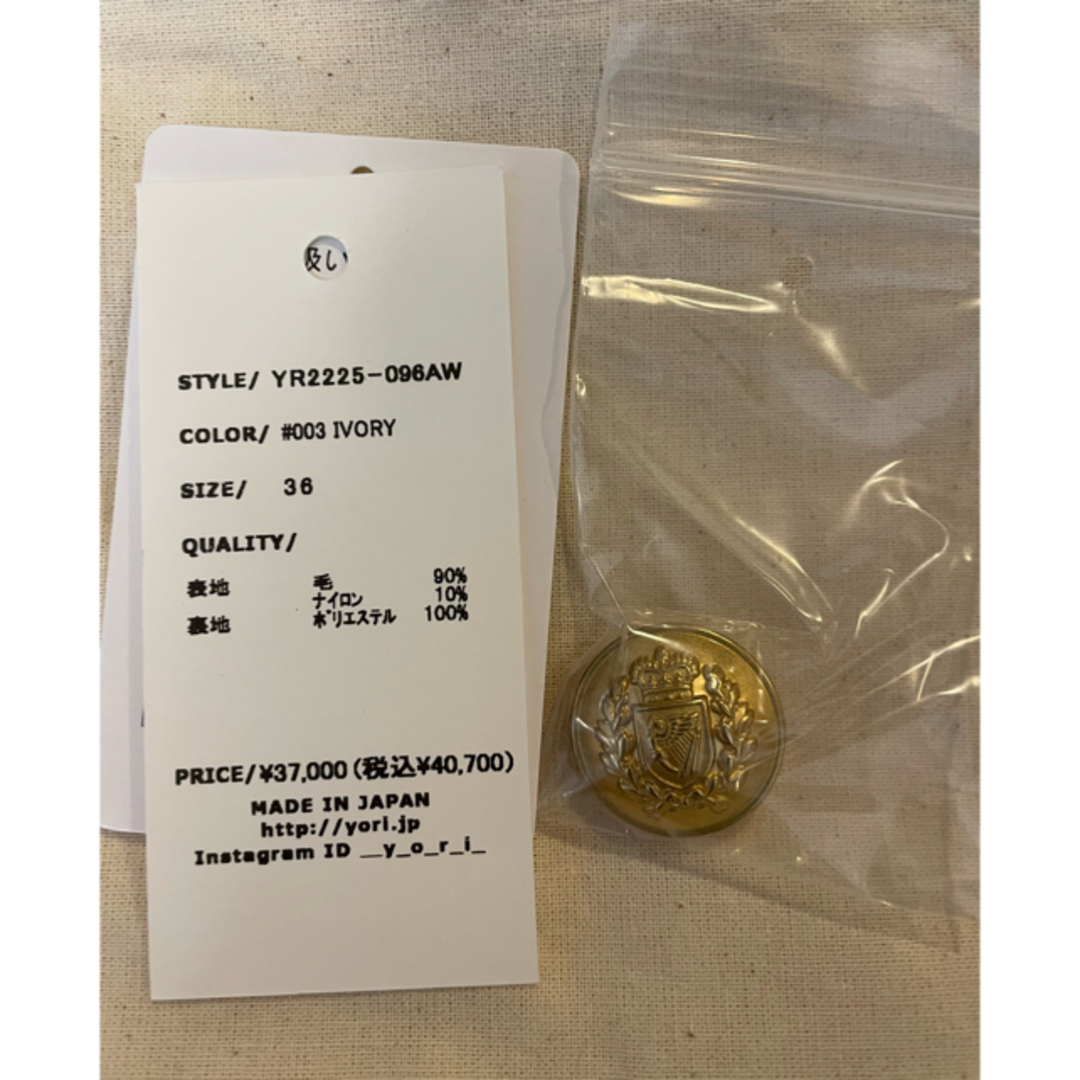 扱い
STYLE/ YR2225-096AW
COLOR/ #003 IVORY
SIZE/ 36
QUALITY/
表地 毛 90%
ナイロン 10%
裏地 ポリエステル 100%
PRICE/¥37,000(税込¥40,700)
MADE IN JAPAN
http://yori.jp
Instagram ID __y_o_r_i_